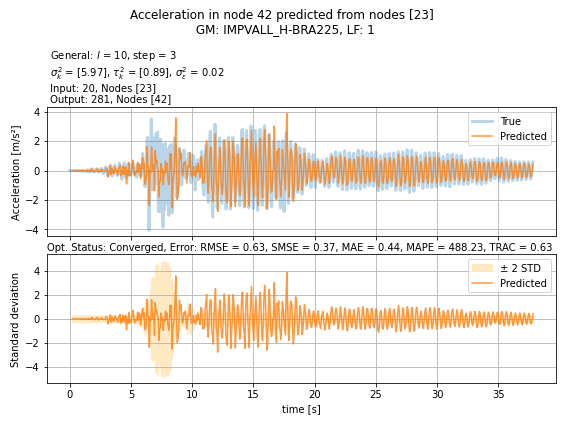 Acceleration in node 42 predicted from nodes [23]
GM: IMPVALL_H-BRA225, LF: 1
General: l = 10, step = 3
σ²ₖ = [5.97], τ²ₖ = [0.89], σ²ε = 0.02
Input: 20, Nodes [23]
Output: 281, Nodes [42]
Acceleration [m/s²]
4
2
0
−2
−4
True
Predicted
Opt. Status: Converged, Error: RMSE = 0.63, SMSE = 0.37, MAE = 0.44, MAPE = 488.23, TRAC = 0.63
Standard deviation
4
2
0
−2
−4
± 2 STD
Predicted
0 5 10 15 20 25 30 35
time [s]